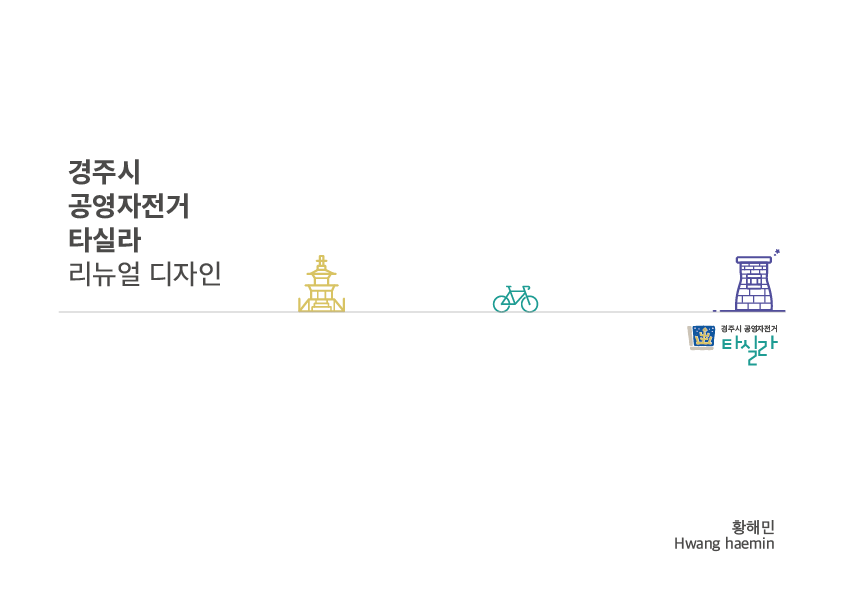 경주시
공영자전거
타실라
리뉴얼 디자인
경주시 공영자전거
타실라
황해민
Hwang haemin